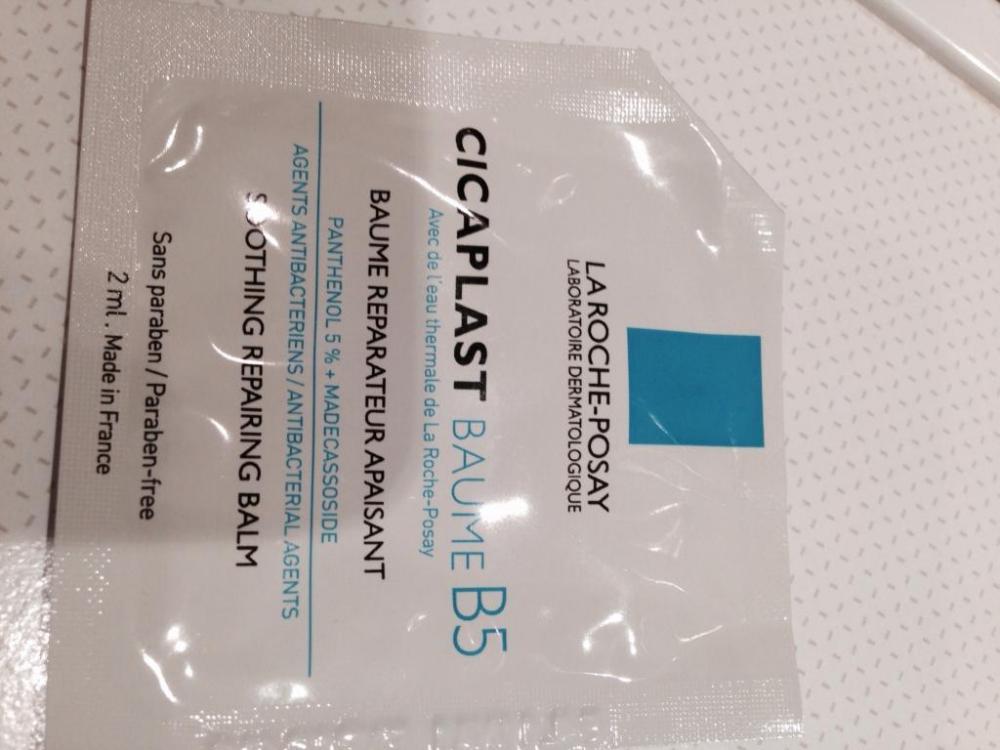 LA ROCHE-POSAY
LABORATOIRE DERMATOLOGIQUE
CICAPLAST BAUME B5
Avec de l'eau thermale de La Roche-Posay
BAUME REPARATEUR APAISANT
PANTHENOL 5 % + MADECASSOSIDE
AGENTS ANTIBACTERIENS / ANTIBACTERIAL AGENTS
SOOTHING REPAIRING BALM
Sans paraben / Paraben-free
2 ml . Made in France